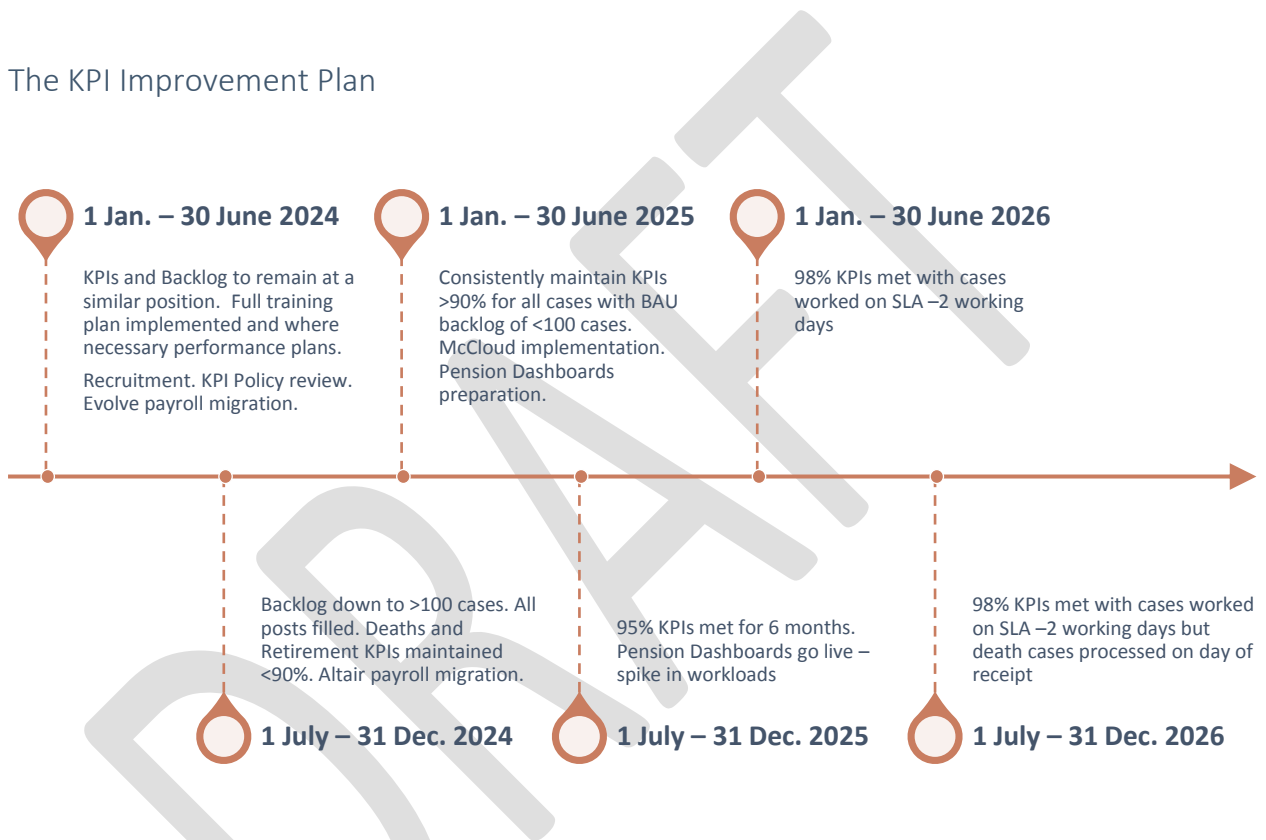 The KPI Improvement Plan
1 Jan. – 30 June 2024
KPIs and Backlog to remain at a
similar position.  Full training
plan implemented and where
necessary performance plans.
Recruitment. KPI Policy review.
Evolve payroll migration.
1 Jan. – 30 June 2025
Consistently maintain KPIs
>90% for all cases with BAU
backlog of <100 cases.
McCloud implementation.
Pension Dashboards
preparation.
1 Jan. – 30 June 2026
98% KPIs met with cases
worked on SLA –2 working
days
Backlog down to >100 cases. All
posts filled. Deaths and
Retirement KPIs maintained
<90%. Altair payroll migration.
1 July – 31 Dec. 2024
95% KPIs met for 6 months.
Pension Dashboards go live –
spike in workloads
1 July – 31 Dec. 2025
98% KPIs met with cases worked
on SLA –2 working days but
death cases processed on day of
receipt
1 July – 31 Dec. 2026
DRAFT